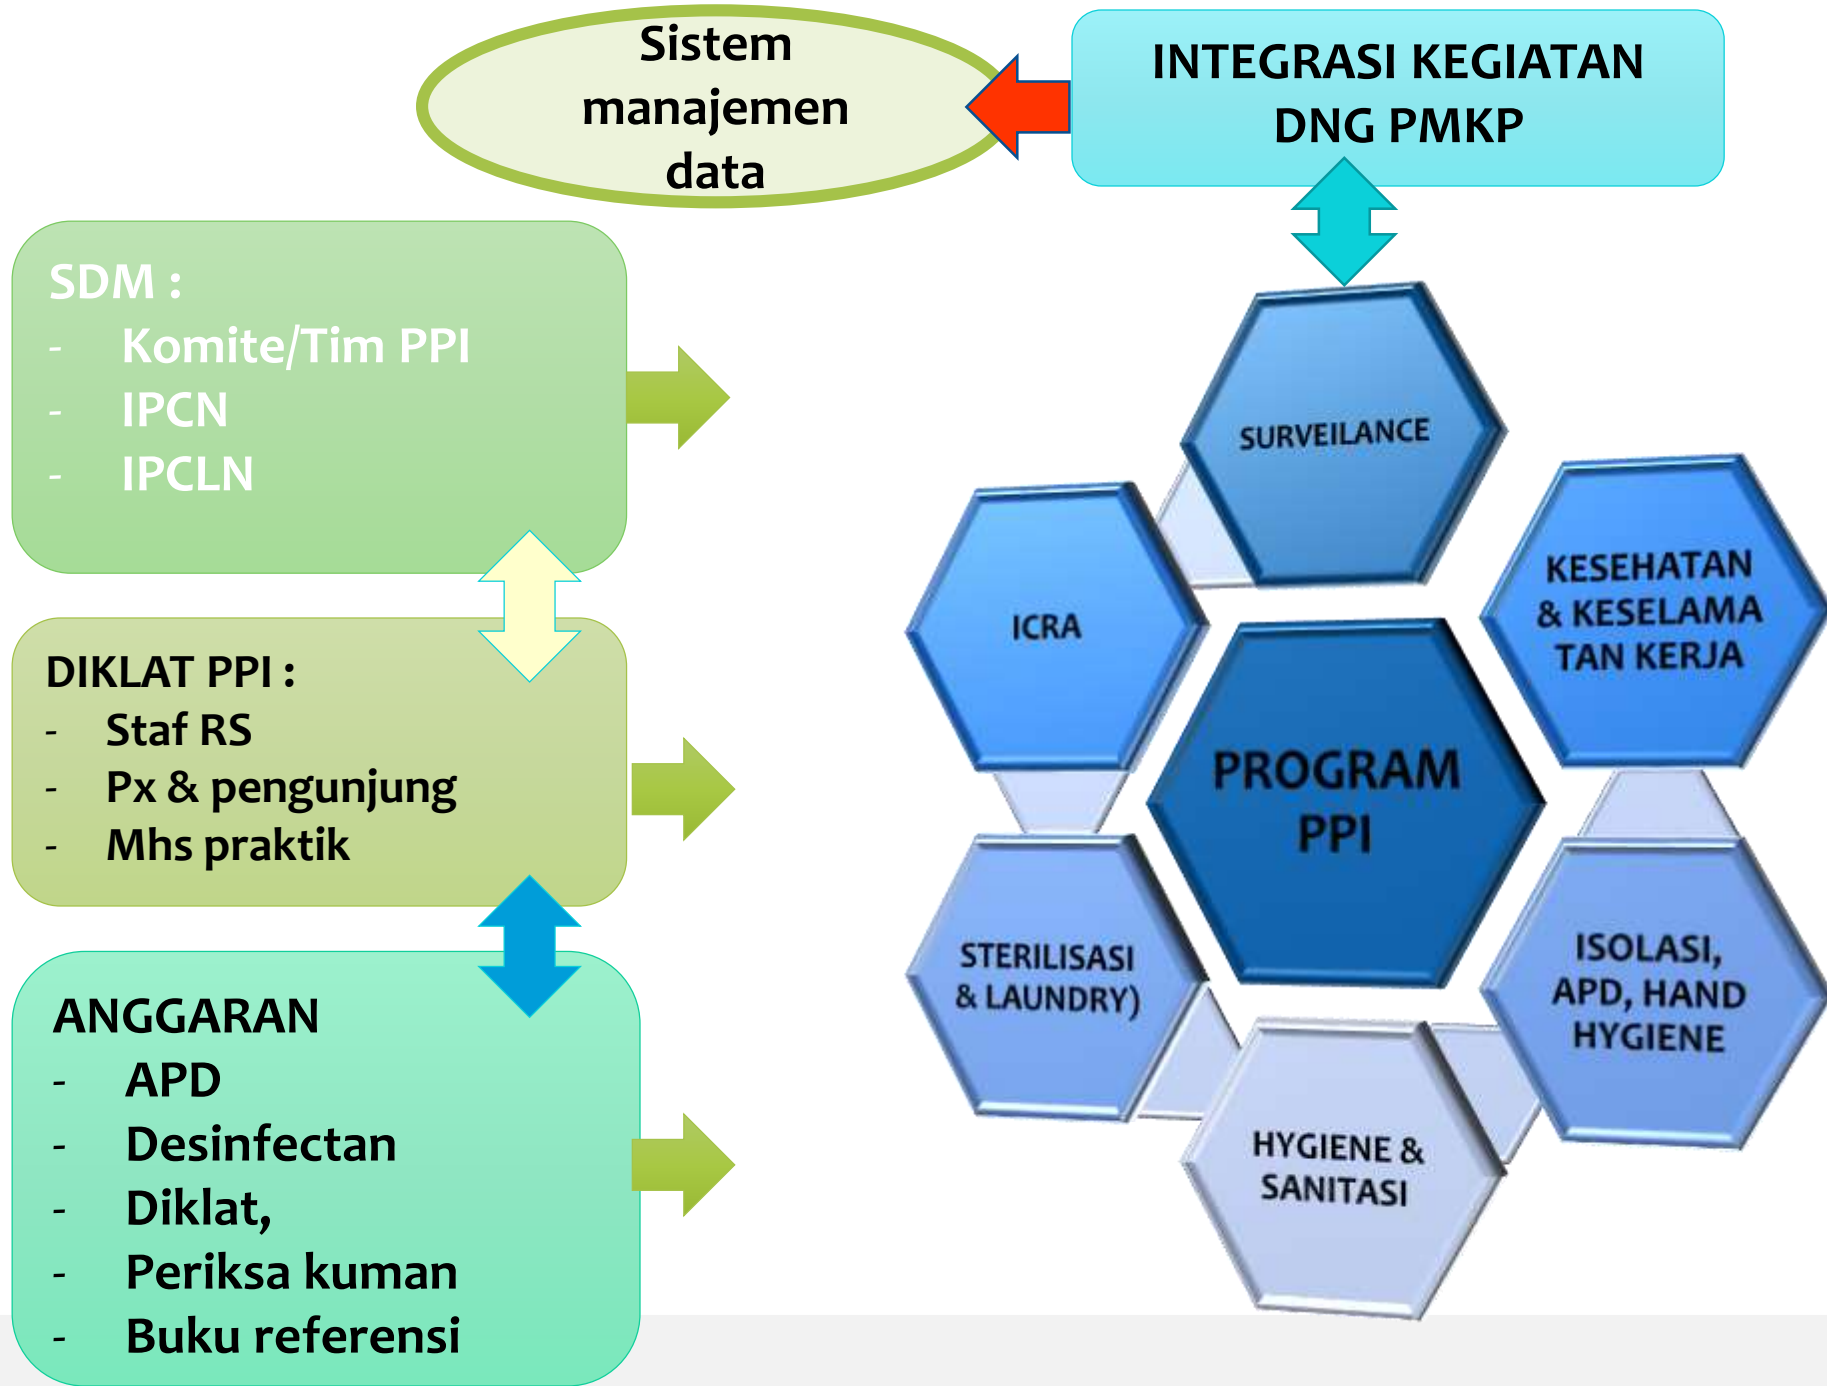 Sistem
manajemen
data
INTEGRASI KEGIATAN
DNG PMKP
SDM :
- Komite/Tim PPI
- IPCN
- IPCLN
DIKLAT PPI :
- Staf RS
- Px & pengunjung
- Mhs praktik
ANGGARAN
- APD
- Desinfectan
- Diklat,
- Periksa kuman
- Buku referensi
SURVEILANCE
KESEHATAN
& KESELAMA
TAN KERJA
ICRA
PROGRAM
PPI
STERILISASI
& LAUNDRY)
ISOLASI,
APD, HAND
HYGIENE
HYGIENE &
SANITASI